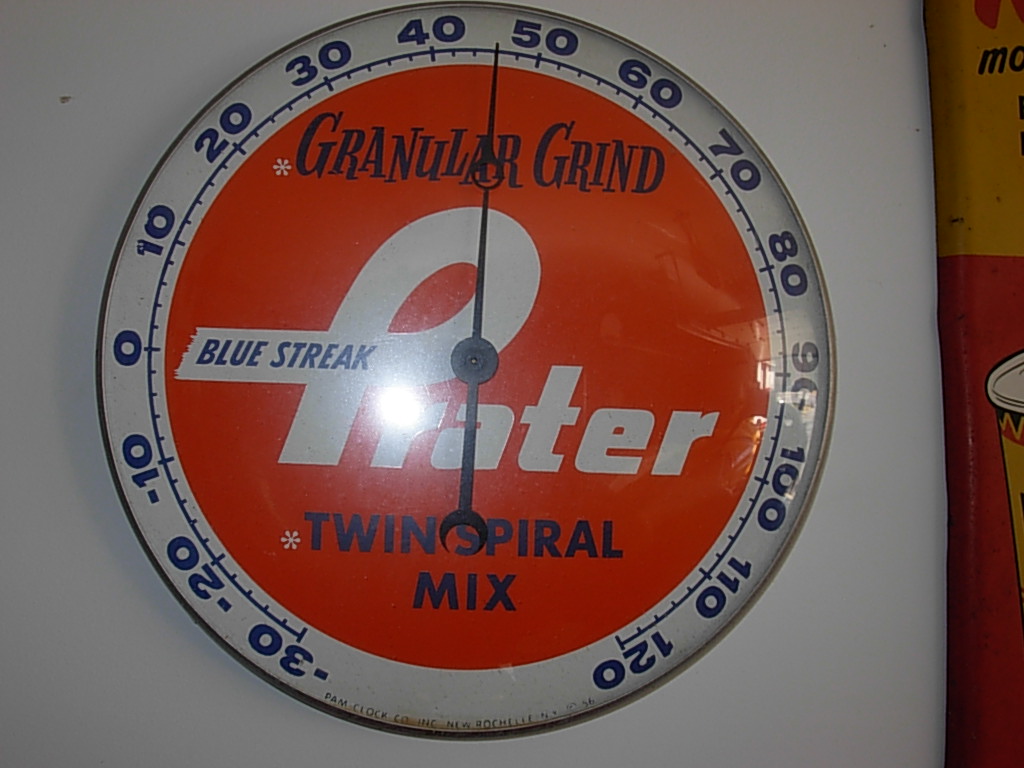 -30
-20
-10
0
10
20
30
40
50
60
70
80
90
100
110
120
*GRANULAR GRIND
BLUE STREAK
Prater
*TWIN SPIRAL
MIX
PAM CLOCK CO. INC. NEW ROCHELLE N.Y. © 56
mo